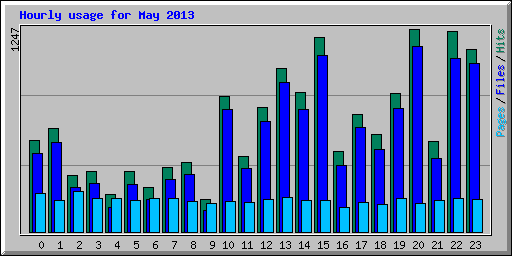 Hourly usage for May 2013
1247
Pages / Files / Hits
0 1 2 3 4 5 6 7 8 9 10 11 12 13 14 15 16 17 18 19 20 21 22 23